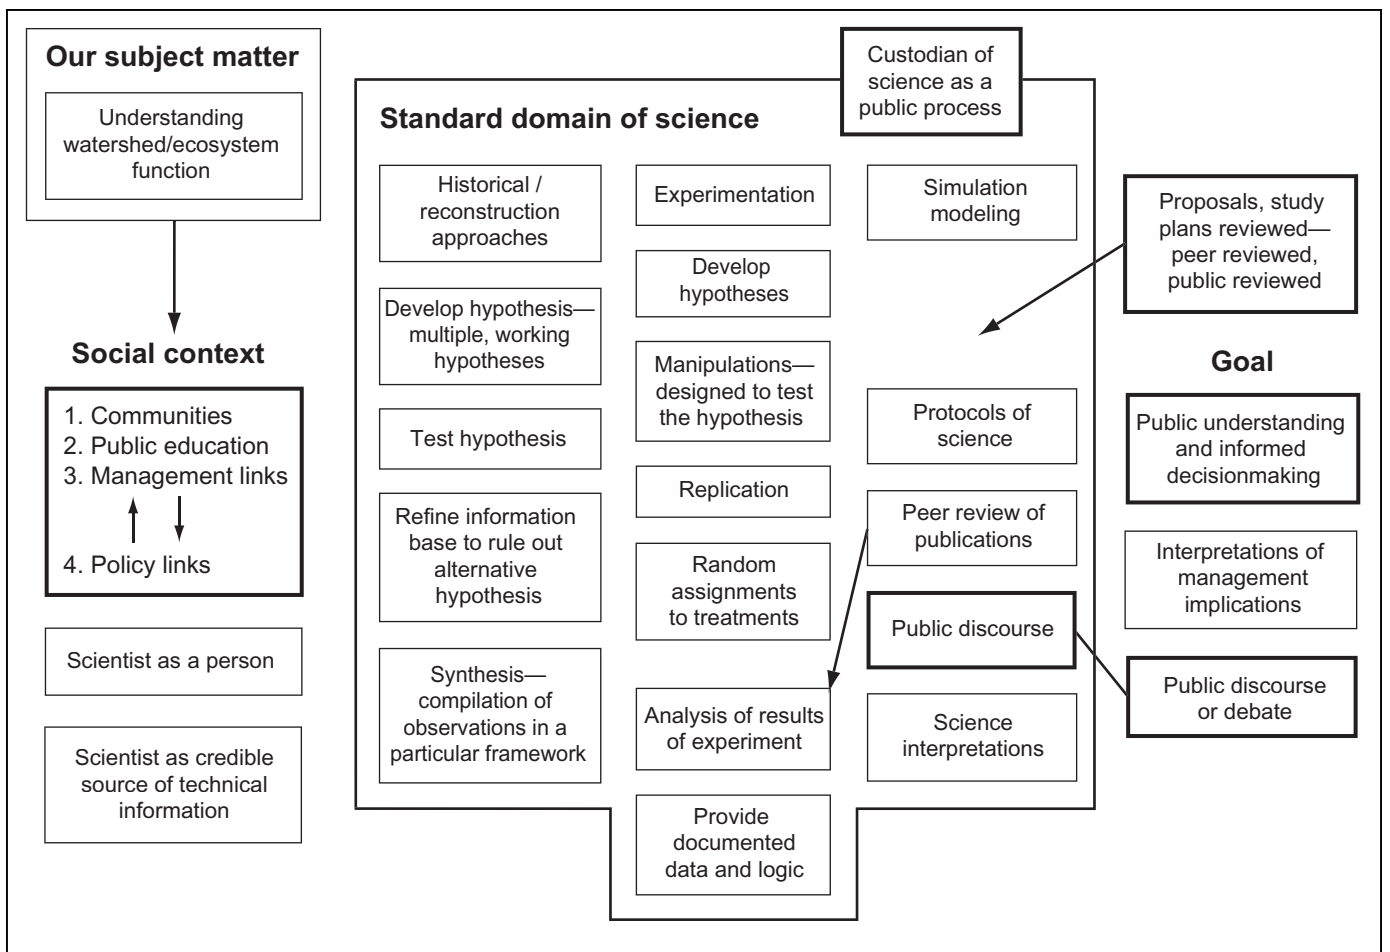 Our subject matter
Understanding
watershed/ecosystem
function
Social context
1. Communities
2. Public education
3. Management links
4. Policy links
Scientist as a person
Scientist as credible
source of technical
information
Custodian of
science as a
public process
Standard domain of science
Historical /
reconstruction
approaches
Develop hypothesis—
multiple, working
hypotheses
Test hypothesis
Refine information
base to rule out
alternative
hypothesis
Synthesis—
compilation of
observations in a
particular framework
Experimentation
Develop
hypotheses
Manipulations—
designed to test
the hypothesis
Replication
Random
assignments
to treatments
Analysis of results
of experiment
Provide
documented
data and logic
Simulation
modeling
Protocols of
science
Peer review of
publications
Public discourse
Science
interpretations
Proposals, study
plans reviewed—
peer reviewed,
public reviewed
Goal
Public understanding
and informed
decisionmaking
Interpretations of
management
implications
Public discourse
or debate